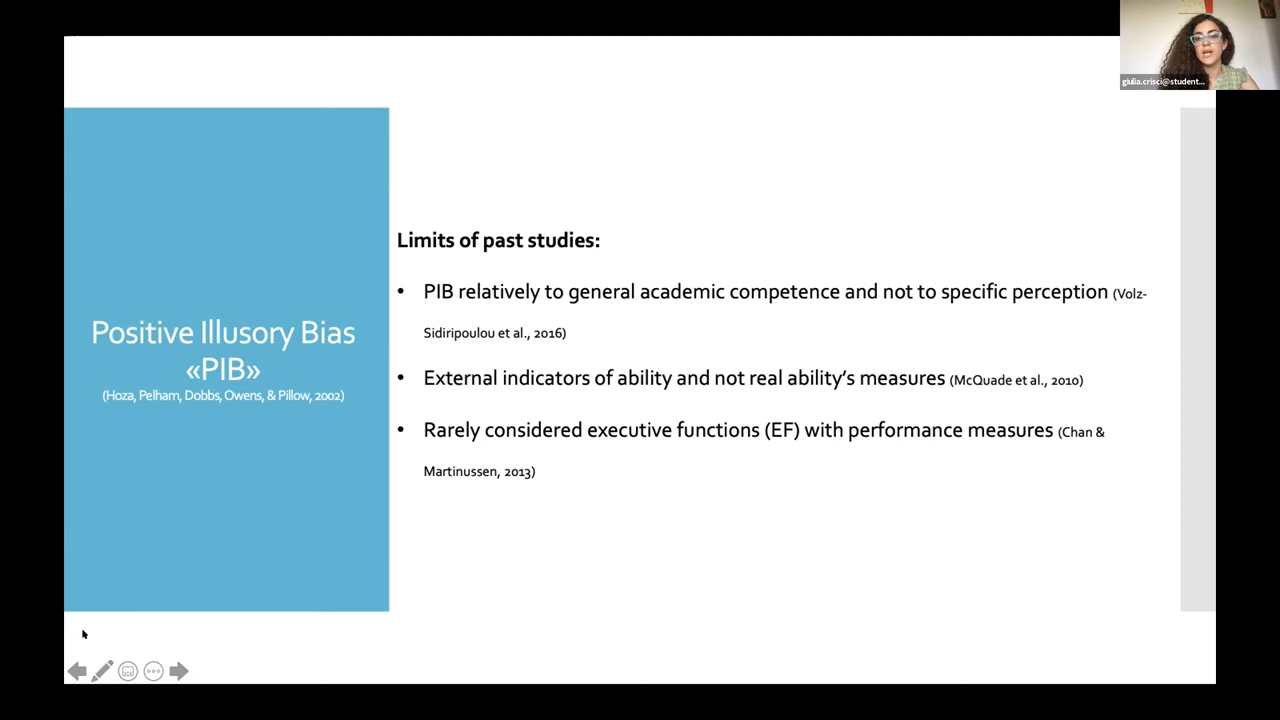 giulia.crisci@student...
Positive Illusory Bias
«PIB»
(Hoza, Pelham, Dobbs, Owens, & Pillow, 2002)
Limits of past studies:
• PIB relatively to general academic competence and not to specific perception (Volz-
Sidiripoulou et al., 2016)
• External indicators of ability and not real ability’s measures (McQuade et al., 2010)
• Rarely considered executive functions (EF) with performance measures (Chan &
Martinussen, 2013)